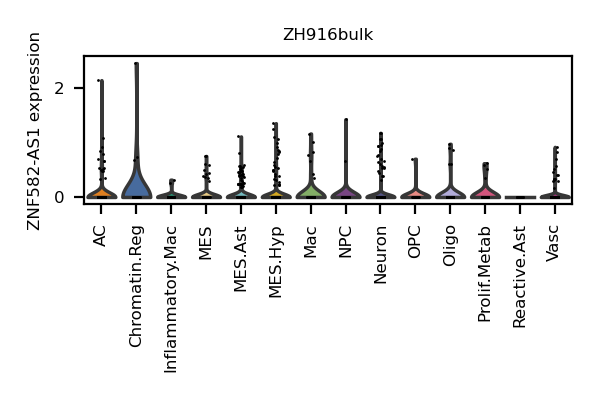 ZH916bulk
ZNF582-AS1 expression
2
0
AC
Chromatin.Reg
Inflammatory.Mac
MES
MES.Ast
MES.Hyp
Mac
NPC
Neuron
OPC
Oligo
Prolif.Metab
Reactive.Ast
Vasc